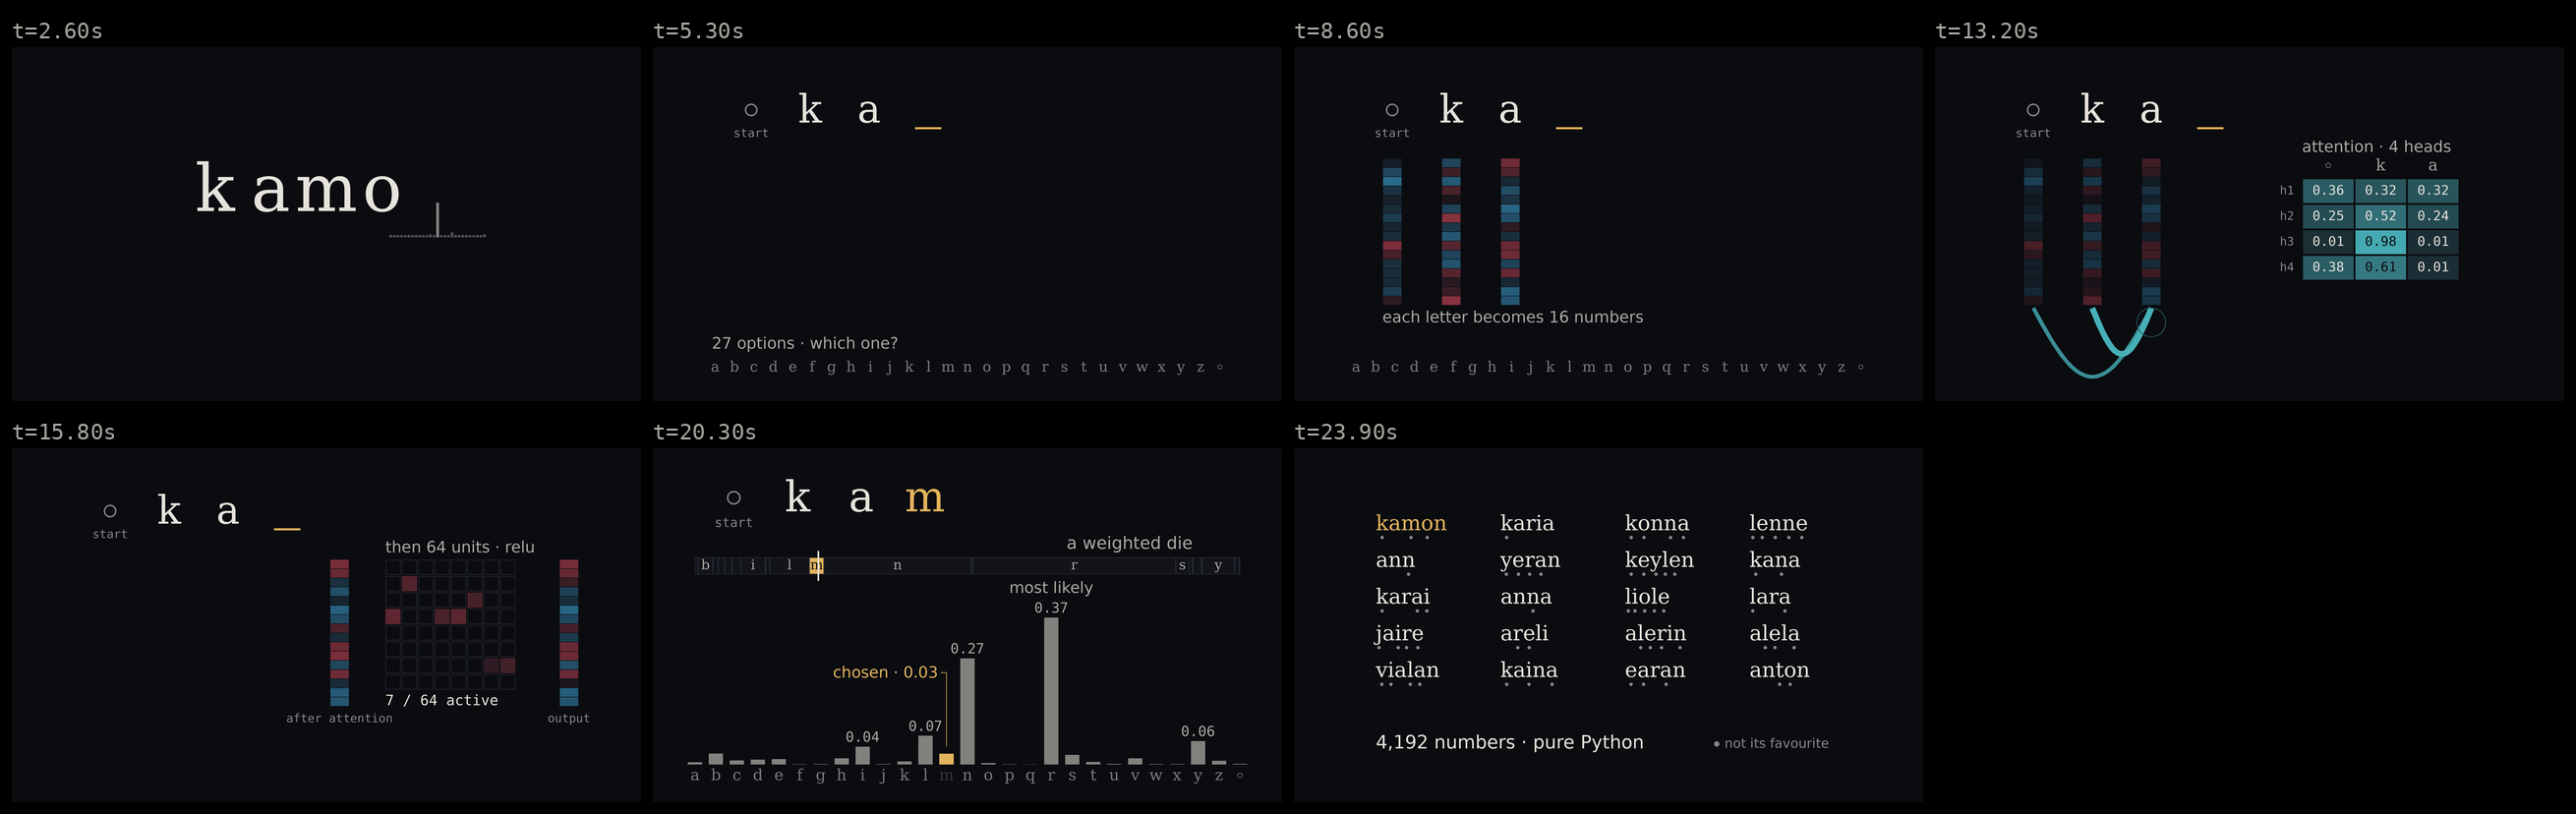 t=2.60s
kamo
t=5.30s
k a _
start
27 options · which one?
a b c d e f g h i j k l m n o p q r s t u v w x y z ◦
t=8.60s
k a _
start
each letter becomes 16 numbers
a b c d e f g h i j k l m n o p q r s t u v w x y z ◦
t=13.20s
k a _
start
attention · 4 heads
◦ k a
h1 0.36 0.32 0.32
h2 0.25 0.52 0.24
h3 0.01 0.98 0.01
h4 0.38 0.61 0.01
t=15.80s
k a _
start
then 64 units · relu
7 / 64 active
after attention
output
t=20.30s
k a m
start
a weighted die
b i l m n r s y
most likely
0.37
0.27
chosen · 0.03
0.07
0.04
0.06
a b c d e f g h i j k l m n o p q r s t u v w x y z ◦
t=23.90s
kamon karia konna lenne
ann yeran keylen kana
karai anna liole lara
jaire areli alerin alela
vialan kaina earan anton
4,192 numbers · pure Python
• not its favourite